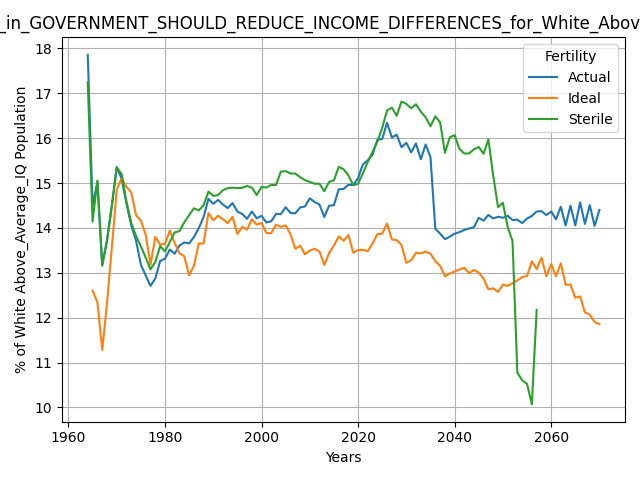 _in_GOVERNMENT_SHOULD_REDUCE_INCOME_DIFFERENCES_for_White_Abov
18
17
16
15
14
13
12
11
10
% of White Above_Average_IQ Population
Fertility
Actual
Ideal
Sterile
1960
1980
2000
2020
2040
2060
Years